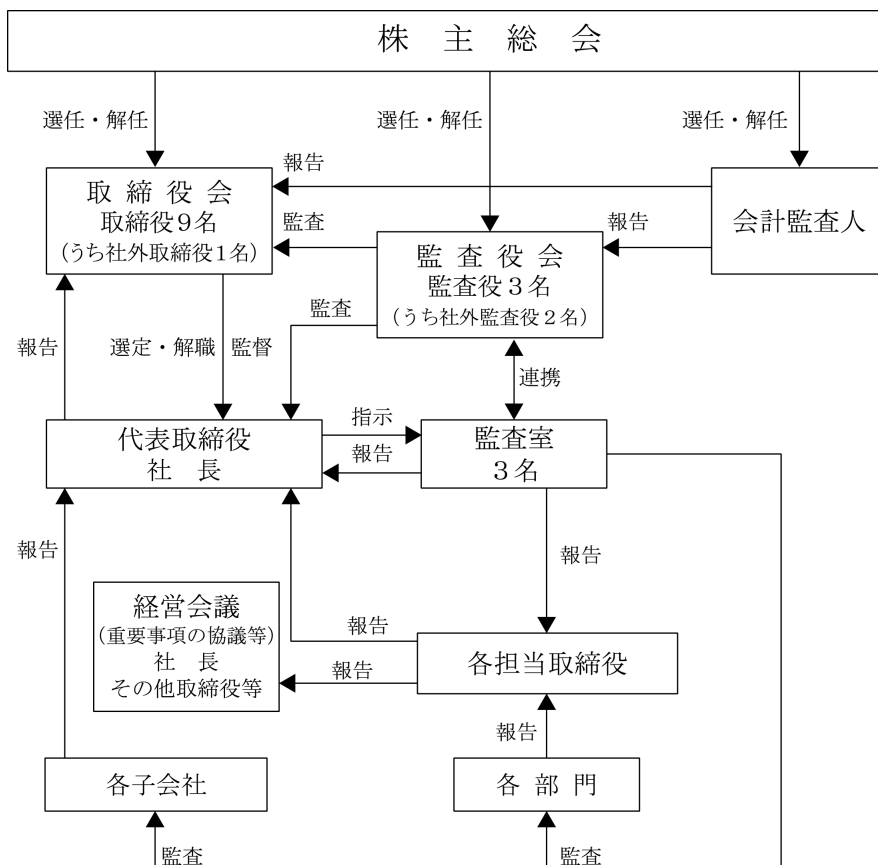 株 主 総 会
選任・解任
選任・解任
選任・解任
報告
取 締 役 会
取締役9名
(うち社外取締役1名)
会計監査人
監査
報告
監 査 役 会
監査役3名
(うち社外監査役2名)
監査
報告
選定・解職
監督
連携
代表取締役
社 長
指示
報告
監査室
3名
報告
報告
経営会議
(重要事項の協議等)
社 長
その他取締役等
報告
報告
各担当取締役
報告
各子会社
各 部 門
監査
監査